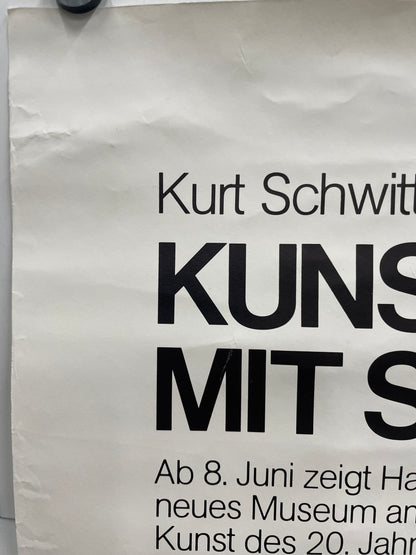 Kurt Schwitt
KUNS
MIT S
Ab 8. Juni zeigt Ha
neues Museum an
Kunst des 20. Jahr